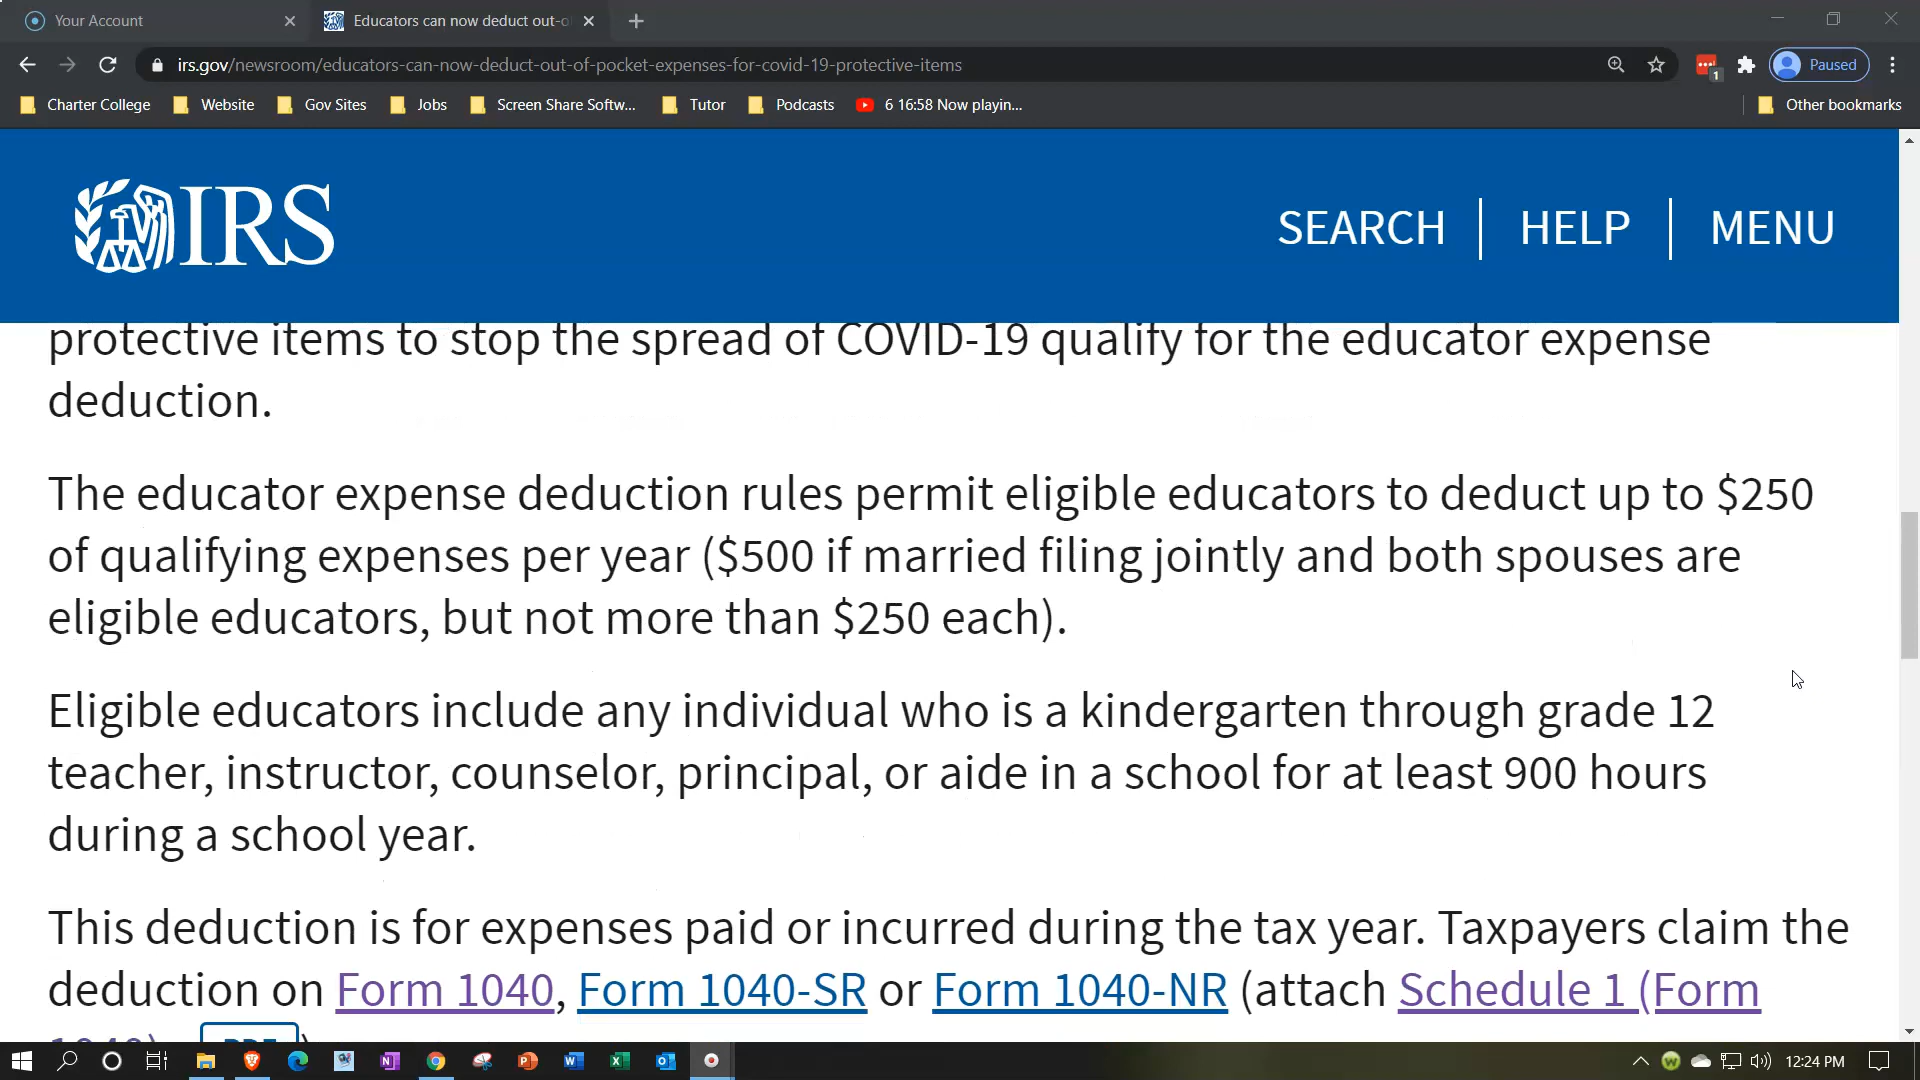 Your Account
Educators can now deduct out-o
irs.gov/newsroom/educators-can-now-deduct-out-of-pocket-expenses-for-covid-19-protective-items
1
Paused
Charter College
Website
Gov Sites
Jobs
Screen Share Softw...
Tutor
Podcasts
6 16:58 Now playin...
Other bookmarks
IRS
SEARCH
HELP
MENU
protective items to stop the spread of COVID-19 qualify for the educator expense
deduction.
The educator expense deduction rules permit eligible educators to deduct up to $250
of qualifying expenses per year ($500 if married filing jointly and both spouses are
eligible educators, but not more than $250 each).
Eligible educators include any individual who is a kindergarten through grade 12
teacher, instructor, counselor, principal, or aide in a school for at least 900 hours
during a school year.
This deduction is for expenses paid or incurred during the tax year. Taxpayers claim the
deduction on Form 1040, Form 1040-SR or Form 1040-NR (attach Schedule 1 (Form
12:24 PM